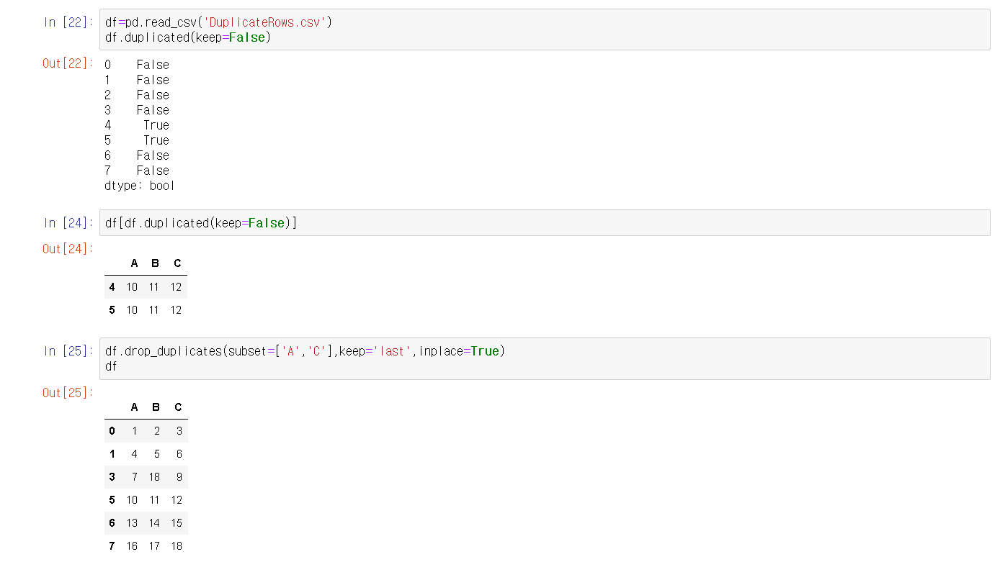 In [22]: df=pd.read_csv('DuplicateRows.csv')
df.duplicated(keep=False)
Out[22]: 0 False
1 False
2 False
3 False
4 True
5 True
6 False
7 False
dtype: bool
In [24]: df[df.duplicated(keep=False)]
Out[24]:
A B C
4 10 11 12
5 10 11 12
In [25]: df.drop_duplicates(subset=['A','C'],keep='last',inplace=True)
df
Out[25]:
A B C
0 1 2 3
1 4 5 6
3 7 18 9
5 10 11 12
6 13 14 15
7 16 17 18